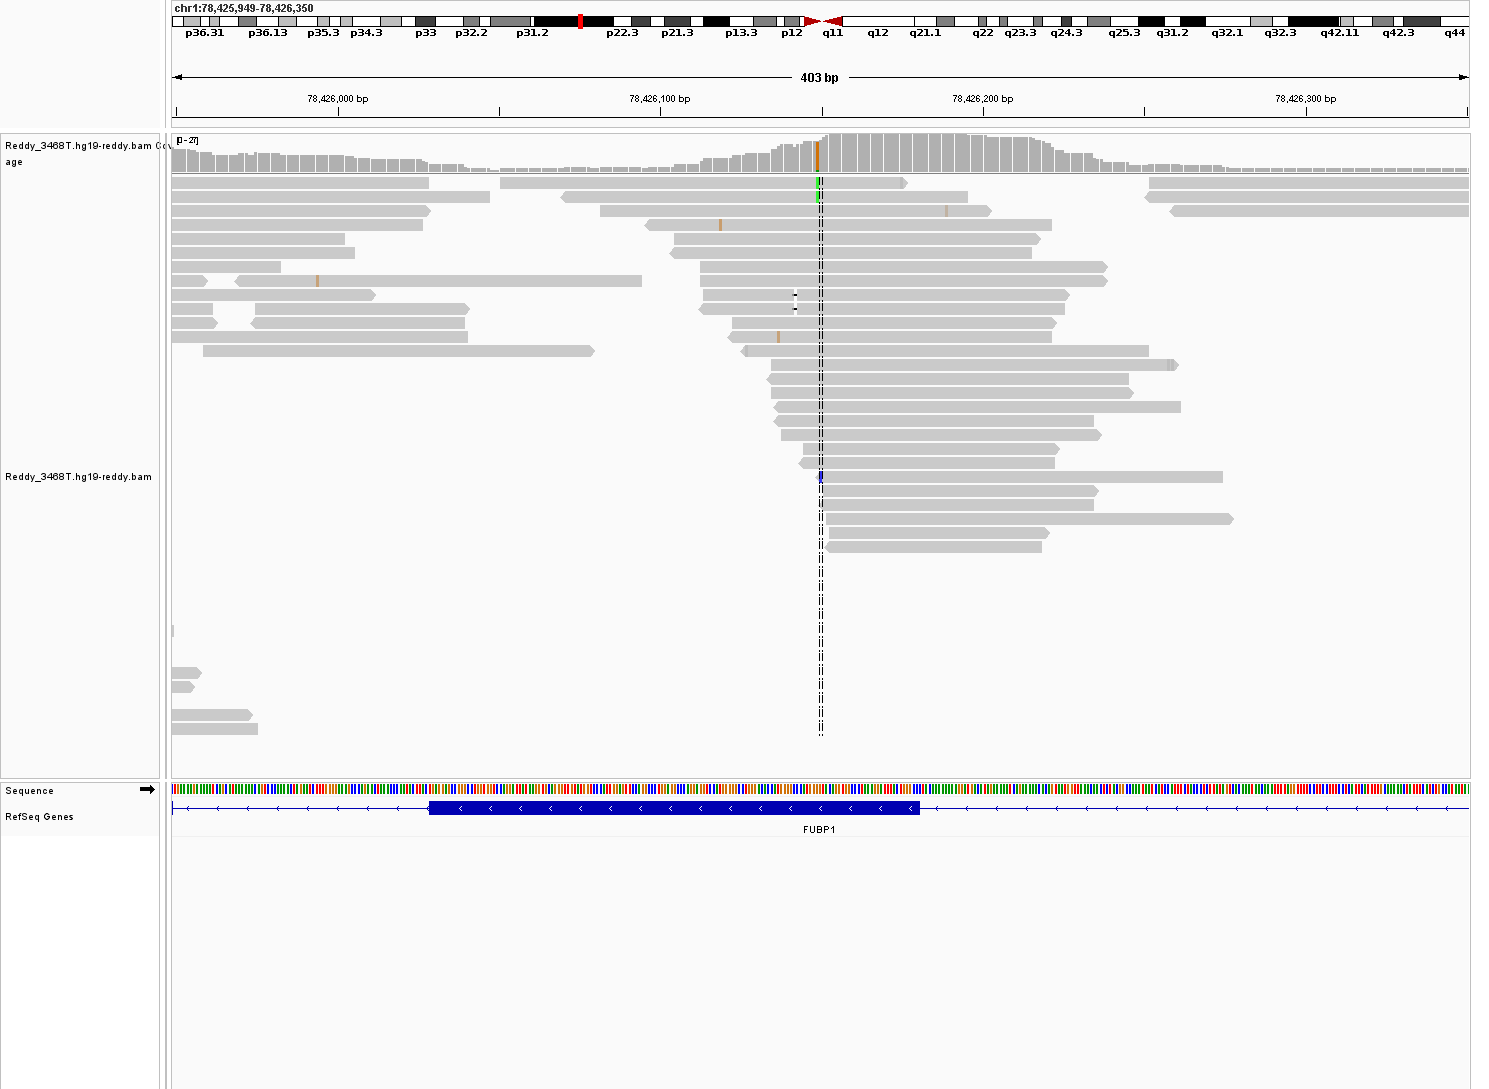 chr1:78,425,949-78,426,350
p36.31 p36.13 p35.3 p34.3 p33 p32.2 p31.2 p22.3 p21.3 p13.3 p12 q11 q12 q21.1 q22 q23.3 q24.3 q25.3 q31.2 q32.1 q32.3 q42.11 q42.3 q44
403 bp
78,426,000 bp 78,426,100 bp 78,426,200 bp 78,426,300 bp
[0-27]
Reddy_3468T.hg19-reddy.bam Cov
age
Reddy_3468T.hg19-reddy.bam
Sequence
RefSeq Genes
FUBP1